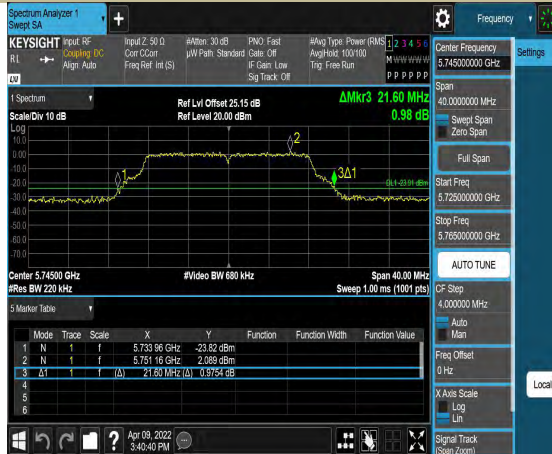 Spectrum Analyzer 1
Swept SA
+
Frequency
KEYSIGHT
RL
Input: RF
Coupling: DC
Align: Auto
Input Z: 50 Ω
Corr CCorr
Freq Ref: Int (S)
#Atten: 30 dB
µW Path: Standard
PNO: Fast
Gate: Off
IF Gain: Low
Sig Track: Off
#Avg Type: Power (RMS)
Avg|Hold: 100/100
Trig: Free Run
1 2 3 4 5 6
M W W W W W
P P P P P P
1 Spectrum
Scale/Div 10 dB
Ref Lvl Offset 25.15 dB
Ref Level 20.00 dBm
ΔMkr3 21.60 MHz
0.98 dB
Log
10.0
0.00
-10.0
-20.0
-30.0
-40.0
-50.0
-60.0
-70.0
1
2
3Δ1
DL1 -23.91 dBm
Center 5.74500 GHz
#Res BW 220 kHz
#Video BW 680 kHz
Span 40.00 MHz
Sweep 1.00 ms (1001 pts)
5 Marker Table
Mode Trace Scale X Y Function Function Width Function Value
1 N 1 f 5.733 96 GHz -23.82 dBm
2 N 1 f 5.751 16 GHz 2.089 dBm
3 Δ1 1 f (Δ) 21.60 MHz (Δ) 0.9754 dB
4
5
6
?
Apr 09, 2022
3:40:40 PM
Center Frequency
5.745000000 GHz
Settings
Span
40.0000000 MHz
Swept Span
Zero Span
Full Span
Start Freq
5.725000000 GHz
Stop Freq
5.765000000 GHz
AUTO TUNE
CF Step
4.000000 MHz
Auto
Man
Freq Offset
0 Hz
Local
X Axis Scale
Log
Lin
Signal Track
(Span Zoom)